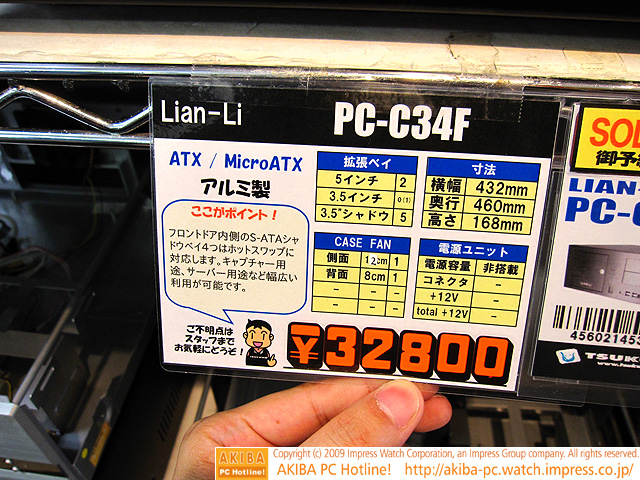 Lian-Li
PC-C34F
ATX / MicroATX
アルミ製
ここがポイント!
フロントドア内側のS-ATAシャ
ドウベイ4つはホットスワップに
対応します。キャプチャー用
途、サーバー用途など幅広い
利用が可能です。
ご不明点は
スタッフまで
お気軽にどうぞ!
拡張ベイ
5インチ 2
3.5インチ 0(1)
3.5"シャドウ 5
寸法
横幅 432mm
奥行 460mm
高さ 168mm
CASE FAN
側面 12cm 1
背面 8cm 1
- - -
- - -
電源ユニット
電源容量 非搭載
コネクタ -
+12V -
total +12V -
¥32800
御予
LIAN
PC-
4560214
TSUK
AKIBA
PC Hotline!
Copyright (c) 2009 Impress Watch Corporation, an Impress Group company. All rights reserved.
AKIBA PC Hotline! http://akiba-pc.watch.impress.co.jp/